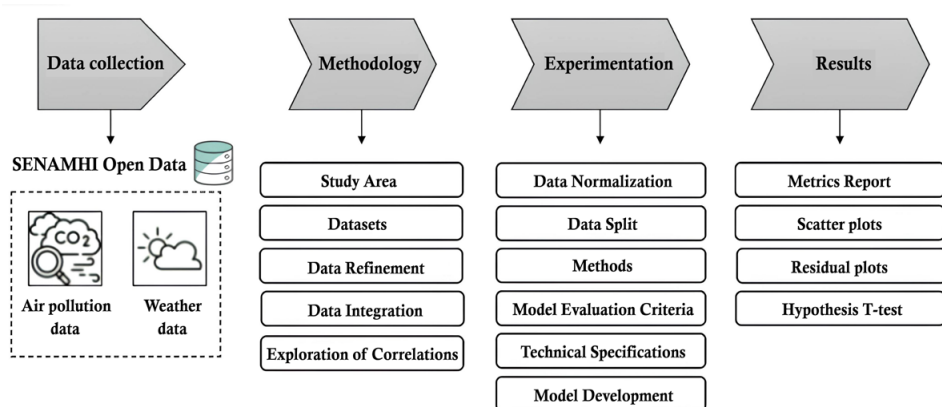 Data collection
SENAMHI Open Data
CO2
Air pollution
data
Weather
data
Methodology
Study Area
Datasets
Data Refinement
Data Integration
Exploration of Correlations
Experimentation
Data Normalization
Data Split
Methods
Model Evaluation Criteria
Technical Specifications
Model Development
Results
Metrics Report
Scatter plots
Residual plots
Hypothesis T-test